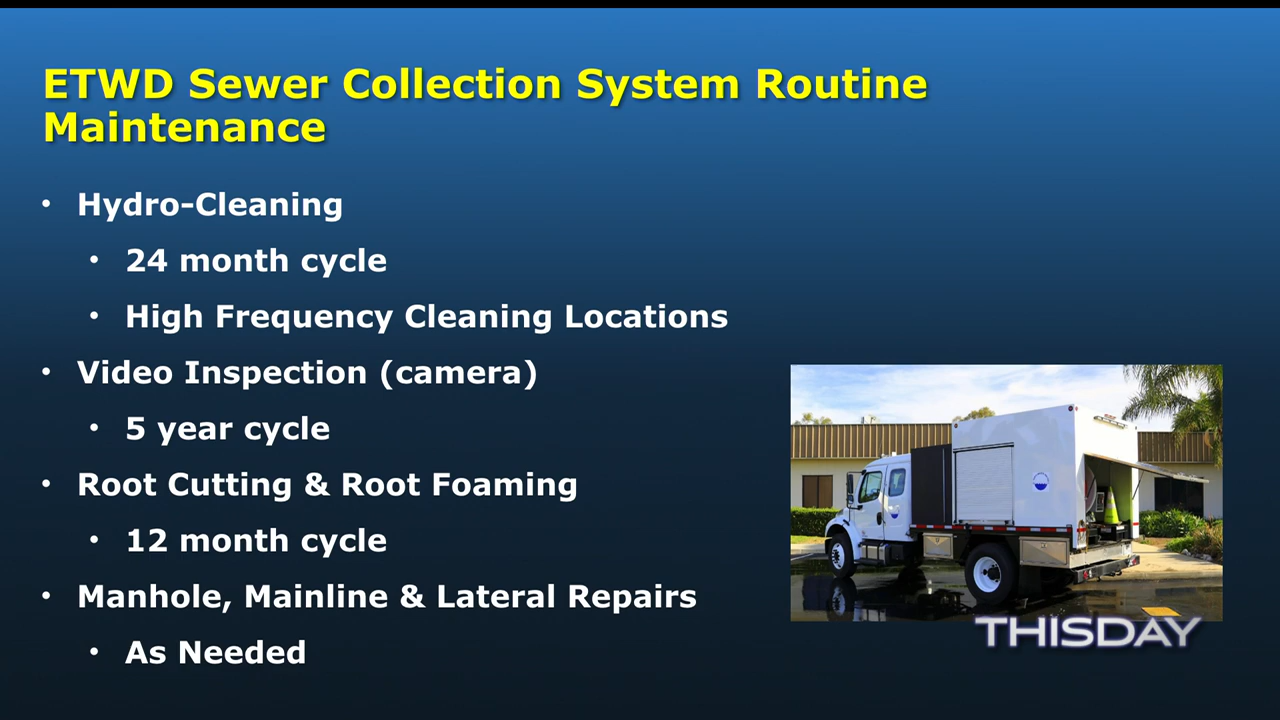 ETWD Sewer Collection System Routine
Maintenance
• Hydro-Cleaning
• 24 month cycle
• High Frequency Cleaning Locations
• Video Inspection (camera)
• 5 year cycle
• Root Cutting & Root Foaming
• 12 month cycle
• Manhole, Mainline & Lateral Repairs
• As Needed
THISDAY